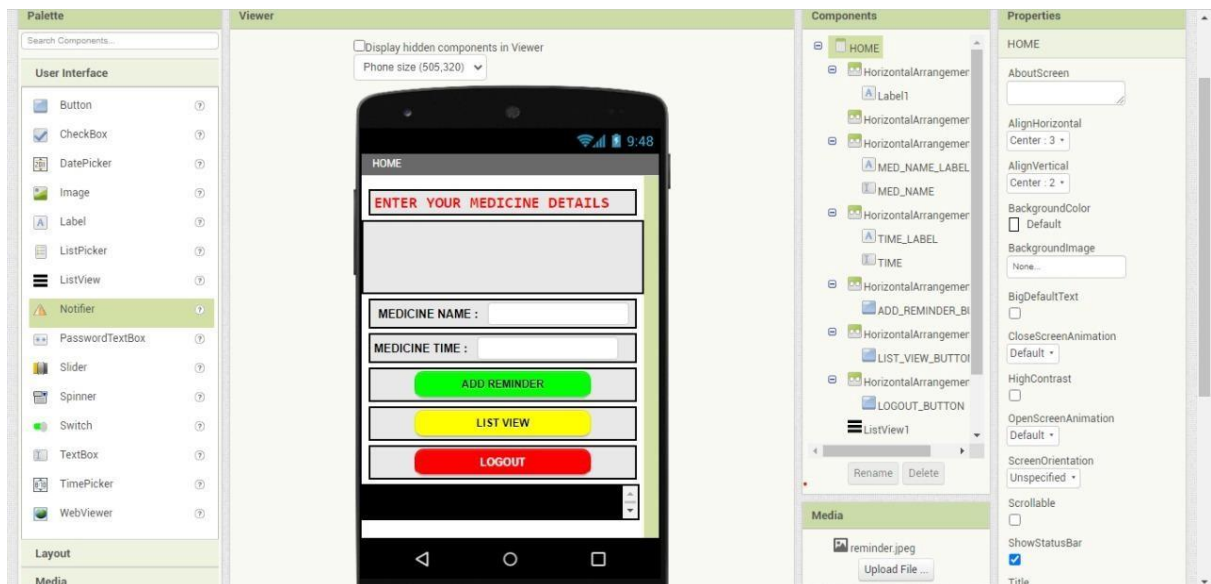 Palette
Search Components...
User Interface
Button
CheckBox
DatePicker
Image
Label
ListPicker
ListView
Notifier
PasswordTextBox
Slider
Spinner
Switch
TextBox
TimePicker
WebViewer
Layout
Media
Viewer
Display hidden components in Viewer
Phone size (505,320)
9:48
HOME
ENTER YOUR MEDICINE DETAILS
MEDICINE NAME :
MEDICINE TIME :
ADD REMINDER
LIST VIEW
LOGOUT
Components
HOME
HorizontalArrangemer
Label1
HorizontalArrangemer
HorizontalArrangemer
MED_NAME_LABEL
MED_NAME
HorizontalArrangemer
TIME_LABEL
TIME
HorizontalArrangemer
ADD_REMINDER_BI
HorizontalArrangemer
LIST_VIEW_BUTTO
HorizontalArrangemer
LOGOUT_BUTTON
ListView1
Rename Delete
Media
reminder.jpeg
Upload File ...
Properties
HOME
AboutScreen
AlignHorizontal
Center : 3
AlignVertical
Center : 2
BackgroundColor
Default
BackgroundImage
None...
BigDefaultText
CloseScreenAnimation
Default
HighContrast
OpenScreenAnimation
Default
ScreenOrientation
Unspecified
Scrollable
ShowStatusBar
Title